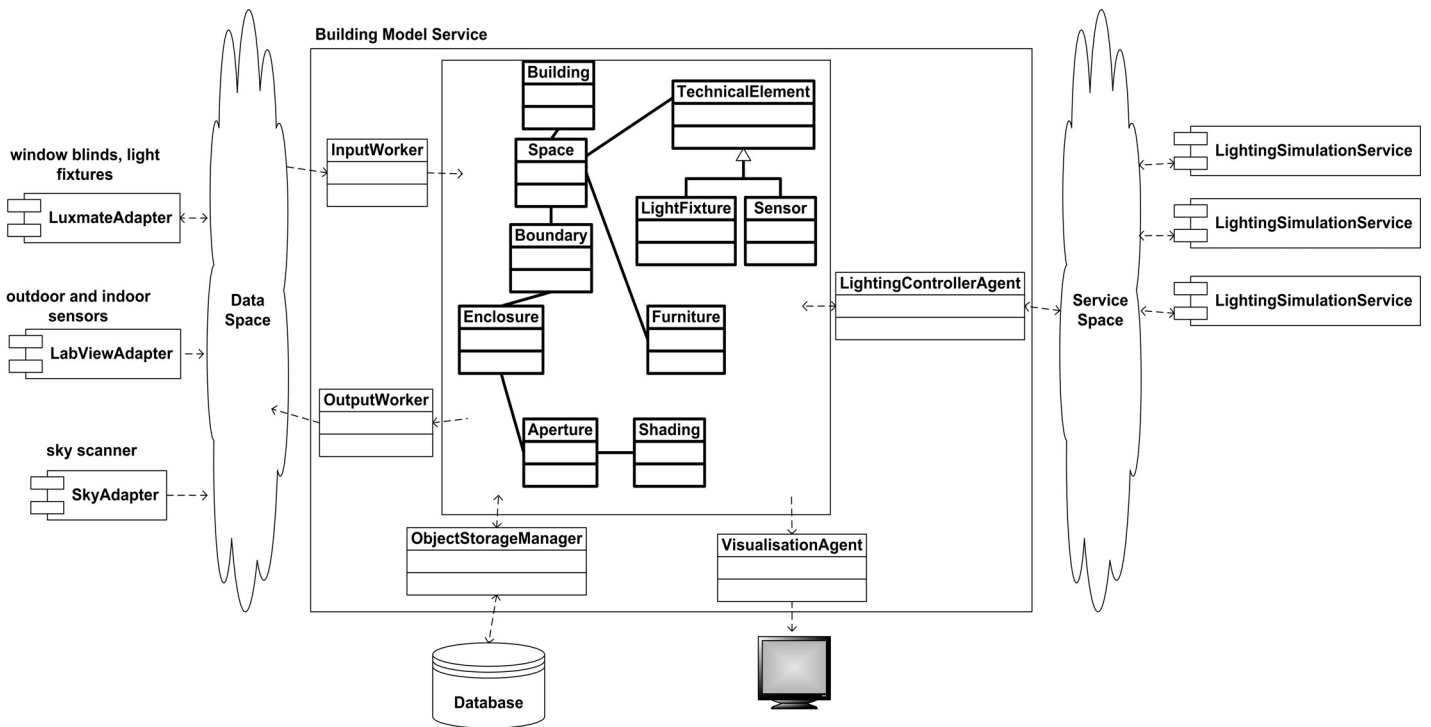 Building Model Service
Building
TechnicalElement
InputWorker
Space
window blinds, light
fixtures
LuxmateAdapter
LightFixture
Sensor
Boundary
LightingSimulationService
LightingSimulationService
LightingSimulationService
outdoor and indoor
sensors
LabViewAdapter
Data
Space
LightingControllerAgent
Service
Space
Enclosure
Furniture
OutputWorker
Aperture
Shading
sky scanner
SkyAdapter
ObjectStorageManager
VisualisationAgent
Database